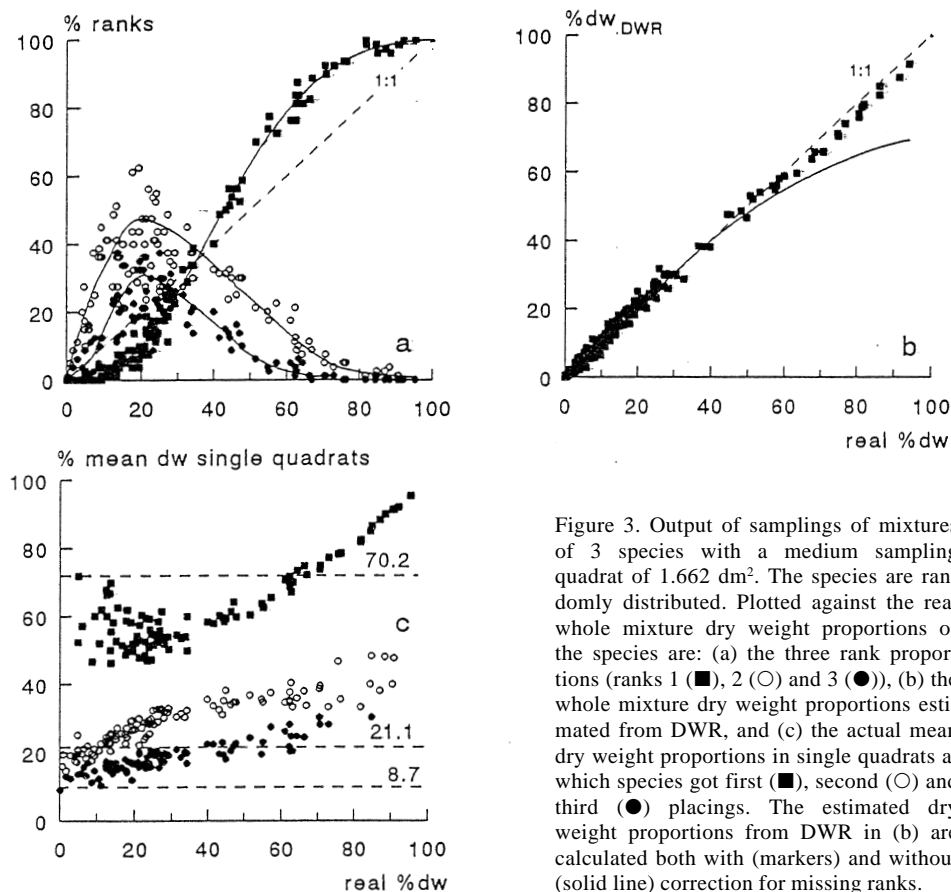 % ranks
100
80
60
40
20
0
1:1
a
0 20 40 60 80 100
%dw.DWR
100
80
60
40
20
0
1:1
b
0 20 40 60 80 100
real %dw
% mean dw single quadrats
100
80
60
40
20
0
70.2
c
21.1
8.7
0 20 40 60 80 100
real %dw
Figure 3. Output of samplings of mixtures
of 3 species with a medium sampling
quadrat of 1.662 dm². The species are ran
domly distributed. Plotted against the rea
whole mixture dry weight proportions o
the species are: (a) the three rank propor
tions (ranks 1 (■), 2 (○) and 3 (●)), (b) the
whole mixture dry weight proportions esti
mated from DWR, and (c) the actual mean
dry weight proportions in single quadrats a
which species got first (■), second (○) and
third (●) placings. The estimated dry
weight proportions from DWR in (b) are
calculated both with (markers) and withou
(solid line) correction for missing ranks.